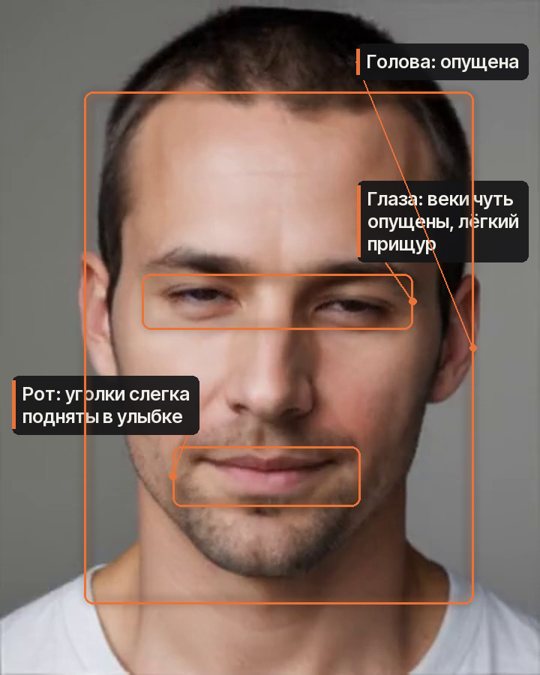 Голова: опущена
Глаза: веки чуть
опущены, лёгкий
прищур
Рот: уголки слегка
подняты в улыбке